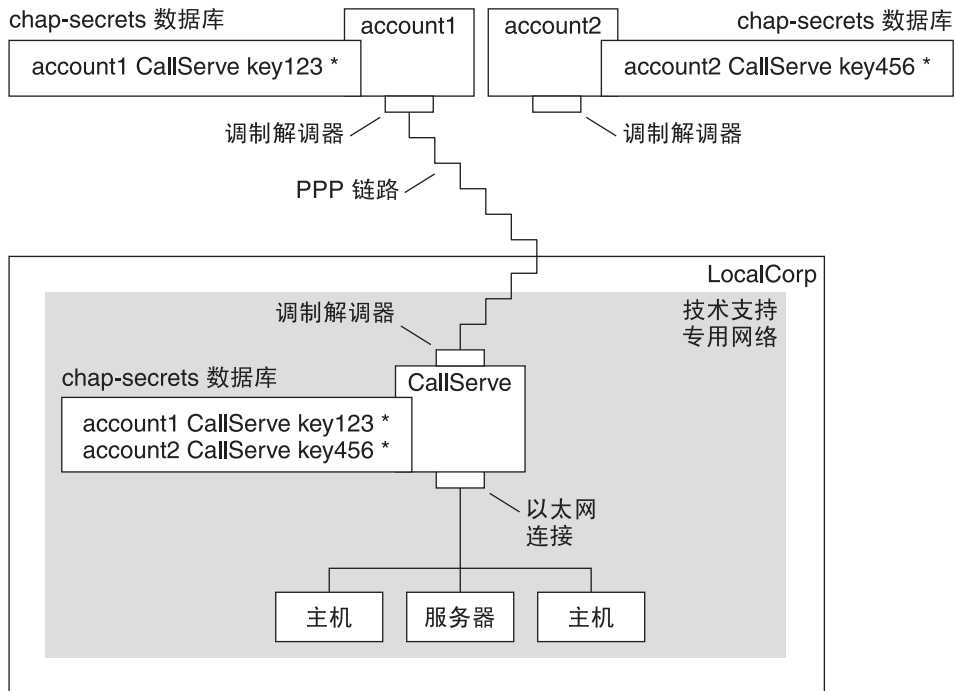 chap-secrets 数据库
account1 CallServe key123 *
account1
account2
chap-secrets 数据库
account2 CallServe key456 *
调制解调器
调制解调器
PPP 链路
LocalCorp
技术支持
专用网络
调制解调器
chap-secrets 数据库
CallServe
account1 CallServe key123 *
account2 CallServe key456 *
以太网
连接
主机
服务器
主机